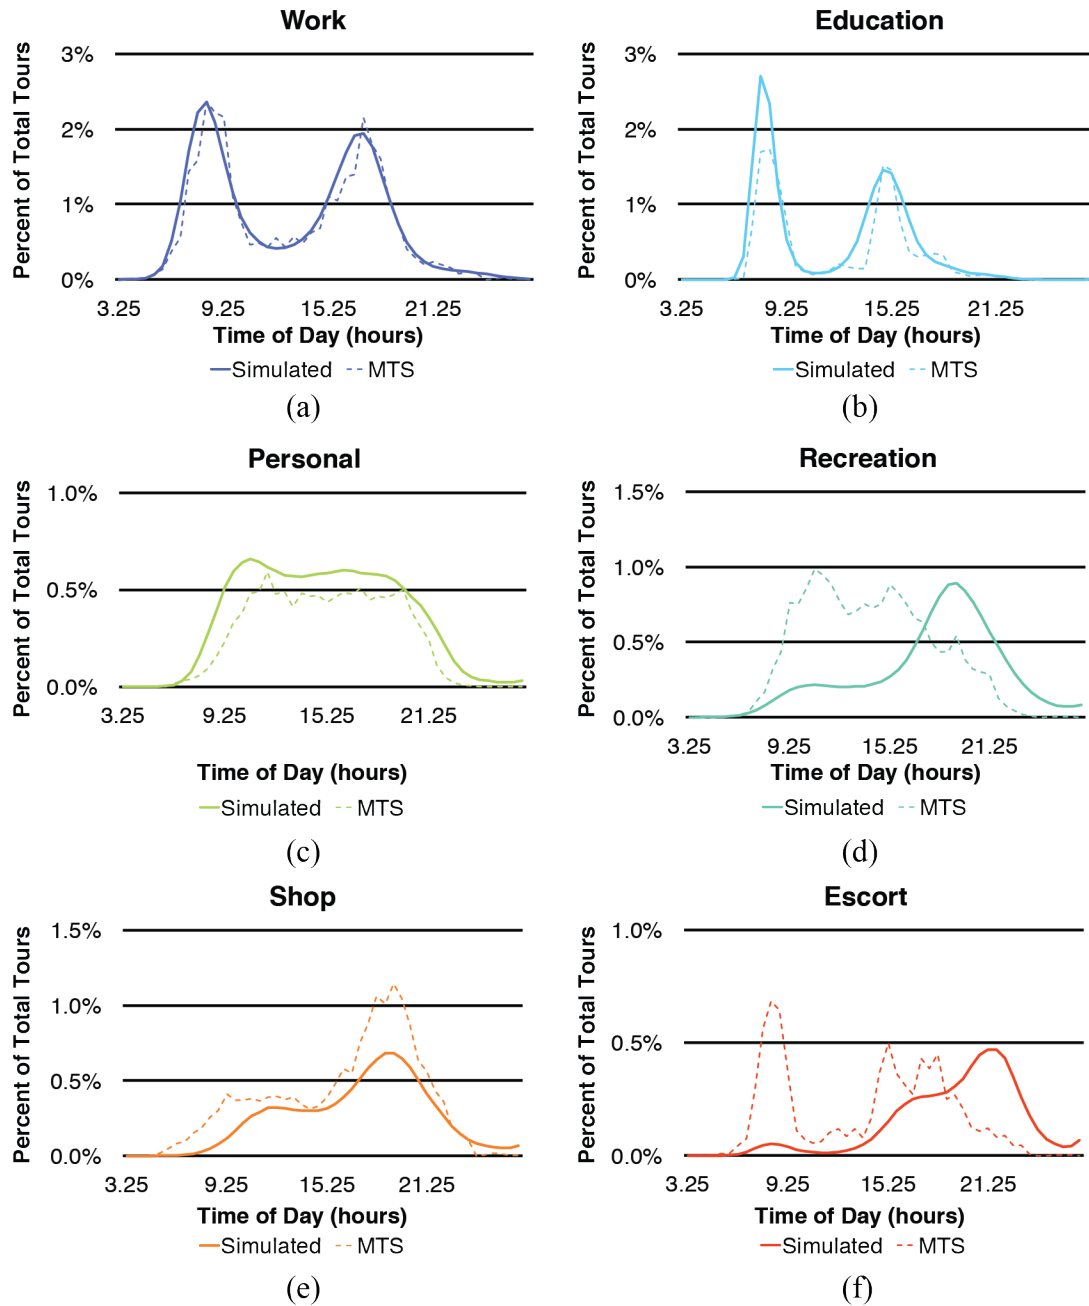 Work
Percent of Total Tours
3%
2%
1%
0%
3.25 9.25 15.25 21.25
Time of Day (hours)
Simulated MTS
(a)
Education
Percent of Total Tours
3%
2%
1%
0%
3.25 9.25 15.25 21.25
Time of Day (hours)
Simulated MTS
(b)
Personal
Percent of Total Tours
1.0%
0.5%
0.0%
3.25 9.25 15.25 21.25
Time of Day (hours)
Simulated MTS
(c)
Recreation
Percent of Total Tours
1.5%
1.0%
0.5%
0.0%
3.25 9.25 15.25 21.25
Time of Day (hours)
Simulated MTS
(d)
Shop
Percent of Total Tours
1.5%
1.0%
0.5%
0.0%
3.25 9.25 15.25 21.25
Time of Day (hours)
Simulated MTS
(e)
Escort
Percent of Total Tours
1.0%
0.5%
0.0%
3.25 9.25 15.25 21.25
Time of Day (hours)
Simulated MTS
(f)